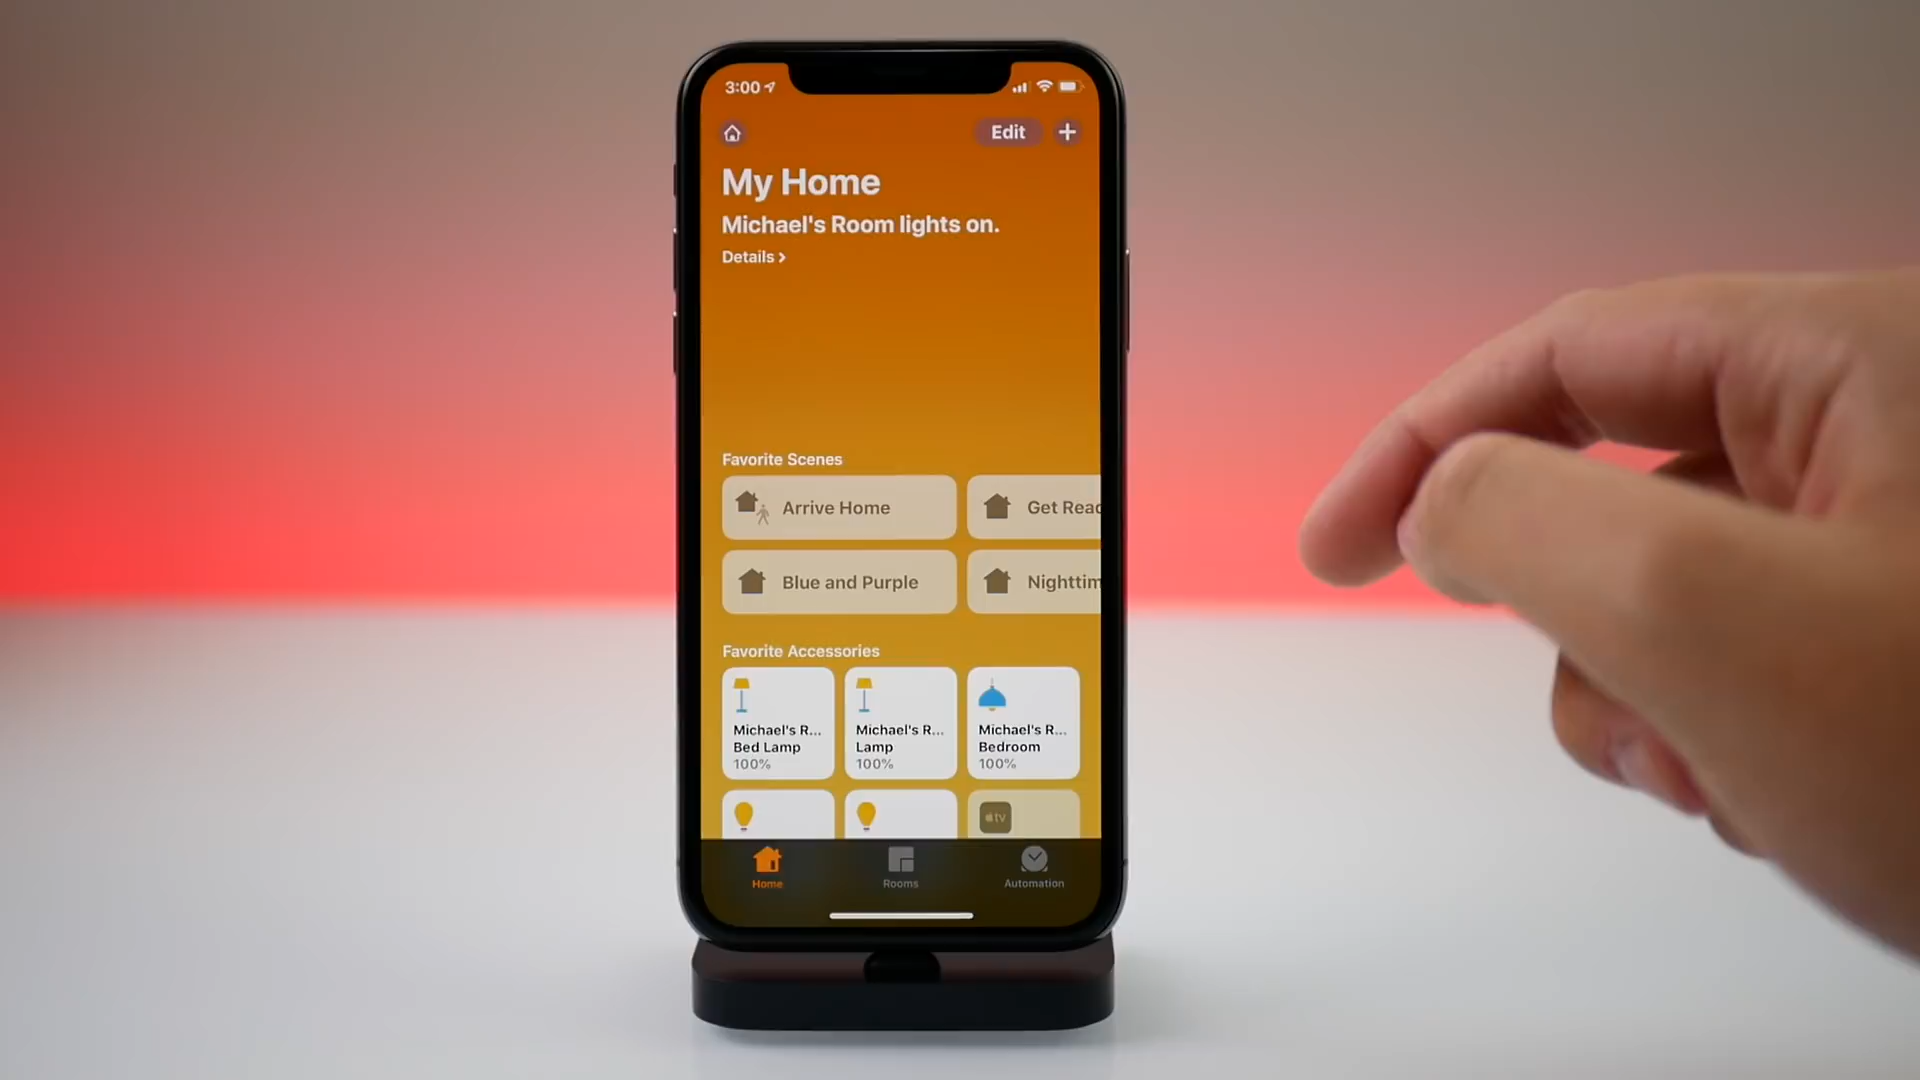 3:00
Edit
My Home
Michael's Room lights on.
Details
Favorite Scenes
Arrive Home
Get Read
Blue and Purple
Nighttim
Favorite Accessories
Michael's R...
Bed Lamp
100%
Michael's R...
Lamp
100%
Michael's R...
Bedroom
100%
tv
Home
Rooms
Automation